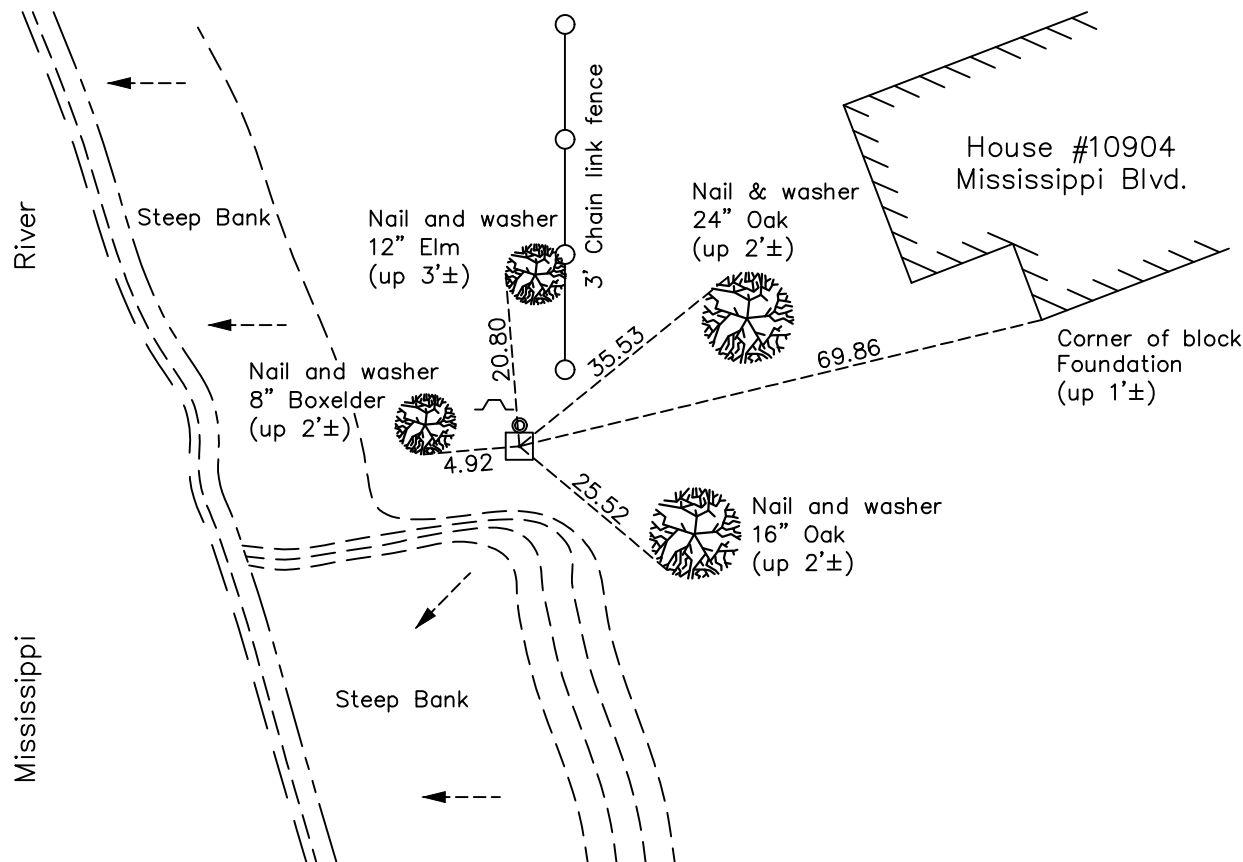 River
Mississippi
Steep Bank
Nail and washer
12” Elm
(up 3’±)
3’ Chain link fence
Nail & washer
24” Oak
(up 2’±)
House #10904
Mississippi Blvd.
20.80
35.53
69.86
Corner of block
Foundation
(up 1’±)
Nail and washer
8” Boxelder
(up 2’±)
4.92
25.52
Nail and washer
16” Oak
(up 2’±)
Steep Bank